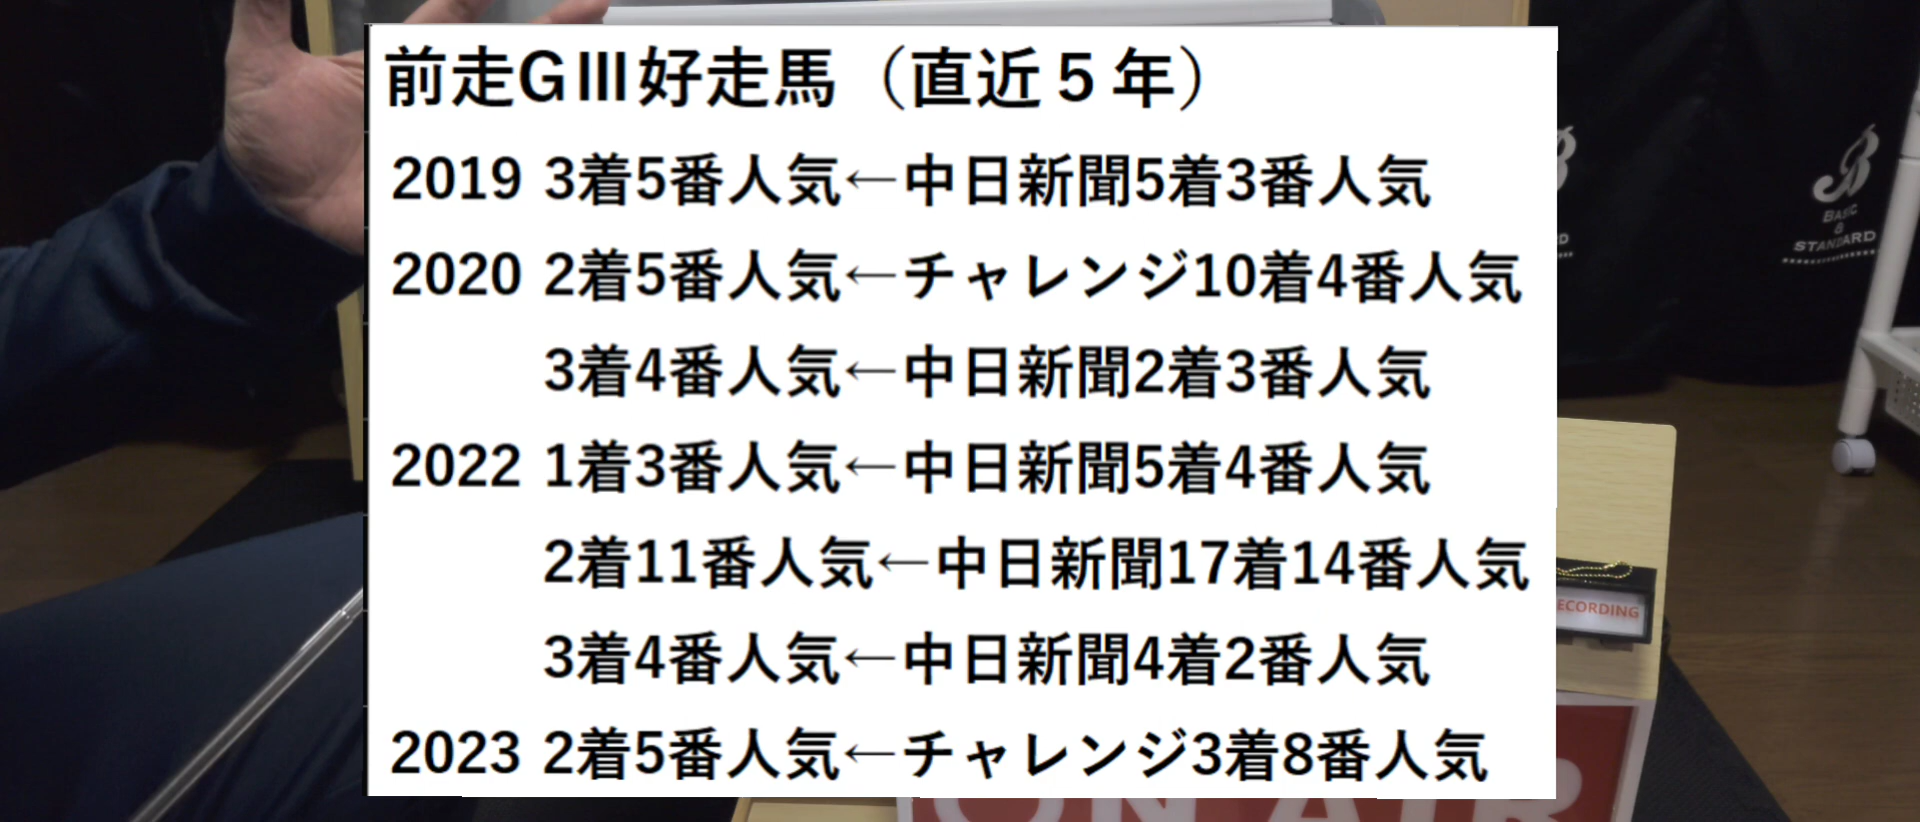 前走GⅢ好走馬（直近５年）
2019 3着5番人気←中日新聞5着3番人気
2020 2着5番人気←チャレンジ10着4番人気
3着4番人気←中日新聞2着3番人気
2022 1着3番人気←中日新聞5着4番人気
2着11番人気←中日新聞17着14番人気
3着4番人気←中日新聞4着2番人気
2023 2着5番人気←チャレンジ3着8番人気
B
BASIC
&
STANDARD
RD
ECORDING
ON AIR